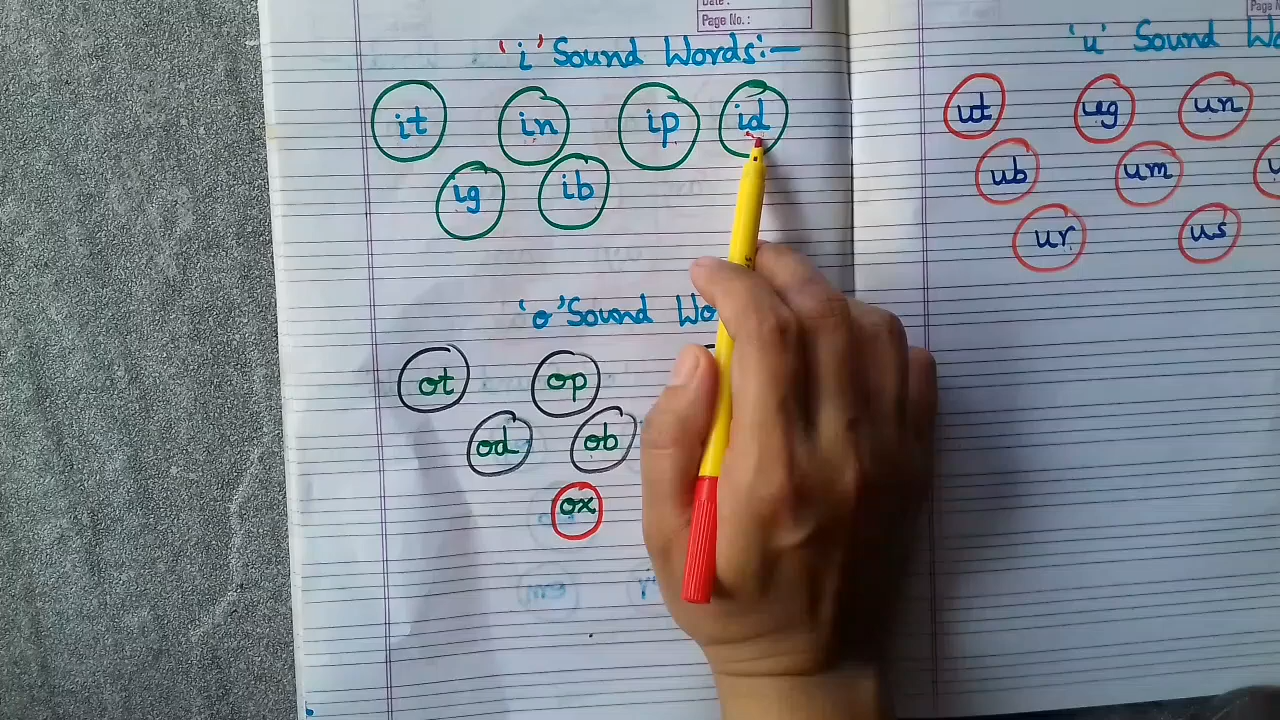 Date :
Page No. :
'i' Sound Words:-
it in ip id
ig ib
'o' Sound
ot op
od ob
ox
'u' Sound
ut ug un
ub um
ur us